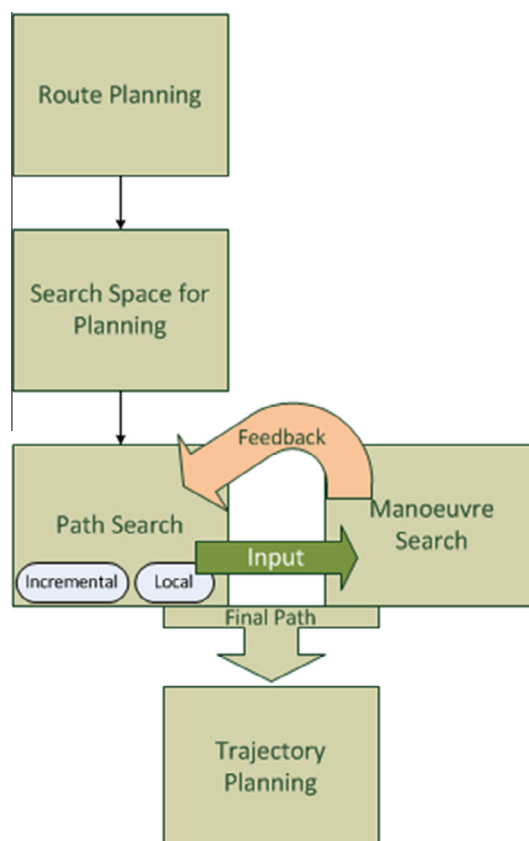 Route Planning
Search Space for
Planning
Feedback
Path Search
Manoeuvre
Search
Input
Incremental
Local
Final Path
Trajectory
Planning